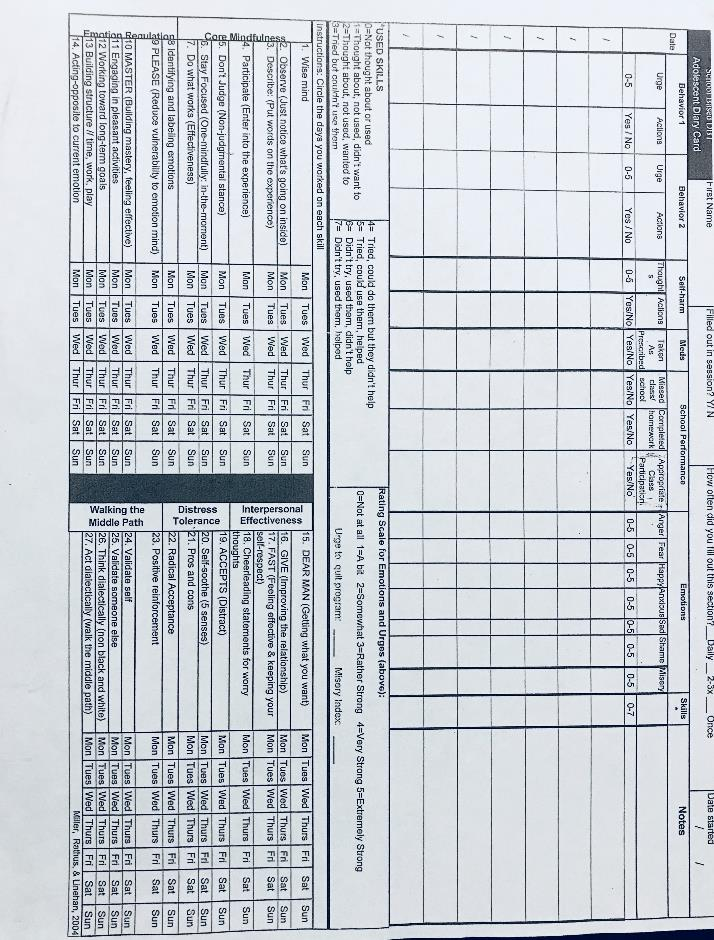 School Based DBT First Name Filled out in session? Y/ N How often did you fill out this section? __ Daily __ 2-3x __ Once Date started
Adolescent Diary Card / /
Behavior 1 Behavior 2 Self-harm Meds School Performance Emotions Skills * Notes
Date Urge Actions Urge Actions Thoughts Actions Taken As Prescribed Missed class/ school Completed homework Appropriate Class Participation Anger Fear Happy Anxious Sad Shame Misery
0-5 Yes / No 0-5 Yes / No 0-5 Yes/No Yes/No Yes/No Yes/No Yes/No 0-5 0-5 0-5 0-5 0-5 0-5 0-5 0-7
/
/
/
/
/
/
/
*USED SKILLS
0=Not thought about or used
1=Thought about, not used, didn't want to
2=Thought about, not used, wanted to
3=Tried but couldn't use them
4= Tried, could do them but they didn't help
5= Tried, could use them, helped
6= Didn't try, used them, didn't help
7= Didn't try, used them, helped
Rating Scale for Emotions and Urges (above):
0=Not at all 1=A bit 2=Somewhat 3=Rather Strong 4=Very Strong 5=Extremely Strong
Urge to quit program: ____ Misery Index: ____
Instructions: Circle the days you worked on each skill
Core Mindfulness
1. Wise mind Mon Tues Wed Thur Fri Sat Sun
2. Observe (Just notice what's going on inside) Mon Tues Wed Thur Fri Sat Sun
3. Describe: (Put words on the experience) Mon Tues Wed Thur Fri Sat Sun
4. Participate (Enter into the experience) Mon Tues Wed Thur Fri Sat Sun
5. Don't Judge (Non-judgmental stance) Mon Tues Wed Thur Fri Sat Sun
6. Stay Focused (One-mindfully: in-the-moment) Mon Tues Wed Thur Fri Sat Sun
7. Do what works (Effectiveness) Mon Tues Wed Thur Fri Sat Sun
Emotion Regulation
8 Identifying and labeling emotions Mon Tues Wed Thur Fri Sat Sun
9 PLEASE (Reduce vulnerability to emotion mind) Mon Tues Wed Thur Fri Sat Sun
10 MASTER (Building mastery, feeling effective) Mon Tues Wed Thur Fri Sat Sun
11 Engaging in pleasant activities Mon Tues Wed Thur Fri Sat Sun
12 Working toward long-term goals Mon Tues Wed Thur Fri Sat Sun
13 Building structure // time, work, play Mon Tues Wed Thur Fri Sat Sun
14. Acting-opposite to current emotion Mon Tues Wed Thur Fri Sat Sun
Interpersonal Effectiveness
15. DEAR MAN (Getting what you want) Mon Tues Wed Thurs Fri Sat Sun
16. GIVE (Improving the relationship) Mon Tues Wed Thurs Fri Sat Sun
17. FAST (Feeling effective & keeping your self-respect) Mon Tues Wed Thurs Fri Sat Sun
18. Cheerleading statements for worry thoughts Mon Tues Wed Thurs Fri Sat Sun
Distress Tolerance
19. ACCEPTS (Distract) Mon Tues Wed Thurs Fri Sat Sun
20. Self-soothe (5 senses) Mon Tues Wed Thurs Fri Sat Sun
21. Pros and cons Mon Tues Wed Thurs Fri Sat Sun
22. Radical Acceptance Mon Tues Wed Thurs Fri Sat Sun
Walking the Middle Path
23. Positive reinforcement Mon Tues Wed Thurs Fri Sat Sun
24. Validate self Mon Tues Wed Thurs Fri Sat Sun
25. Validate someone else Mon Tues Wed Thurs Fri Sat Sun
26. Think dialectically (non black and white) Mon Tues Wed Thurs Fri Sat Sun
27. Act dialectically (walk the middle path) Mon Tues Wed Thurs Fri Sat Sun
Miller, Rathus, & Linehan, 2004